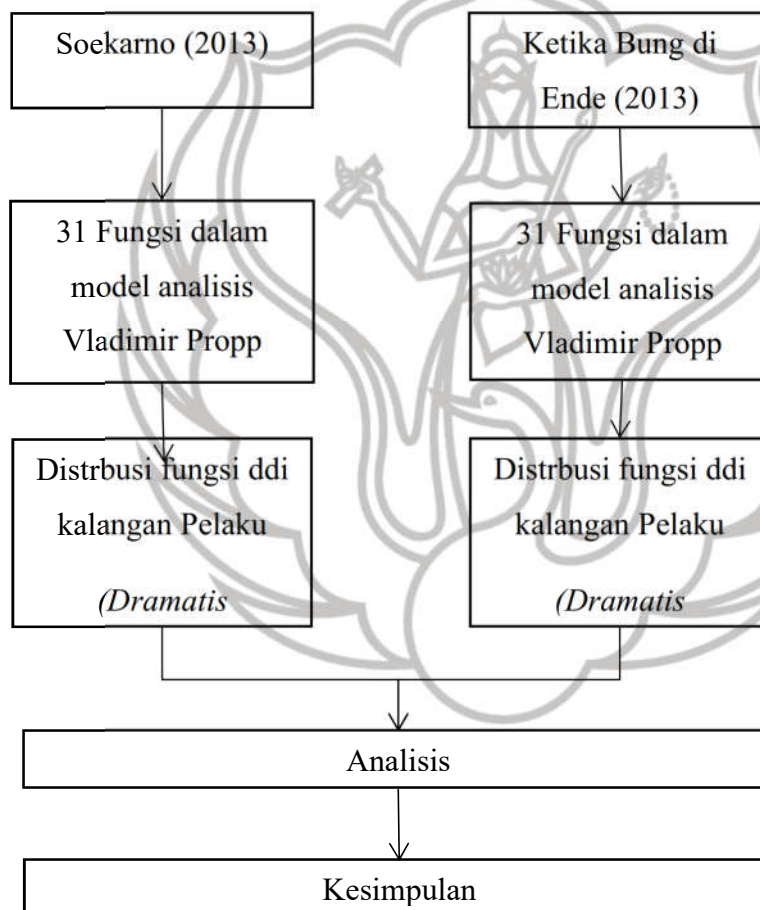 Soekarno (2013)
Ketika Bung di
Ende (2013)
31 Fungsi dalam
model analisis
Vladimir Propp
31 Fungsi dalam
model analisis
Vladimir Propp
Distrbusi fungsi ddi
kalangan Pelaku
(Dramatis
Distrbusi fungsi ddi
kalangan Pelaku
(Dramatis
Analisis
Kesimpulan